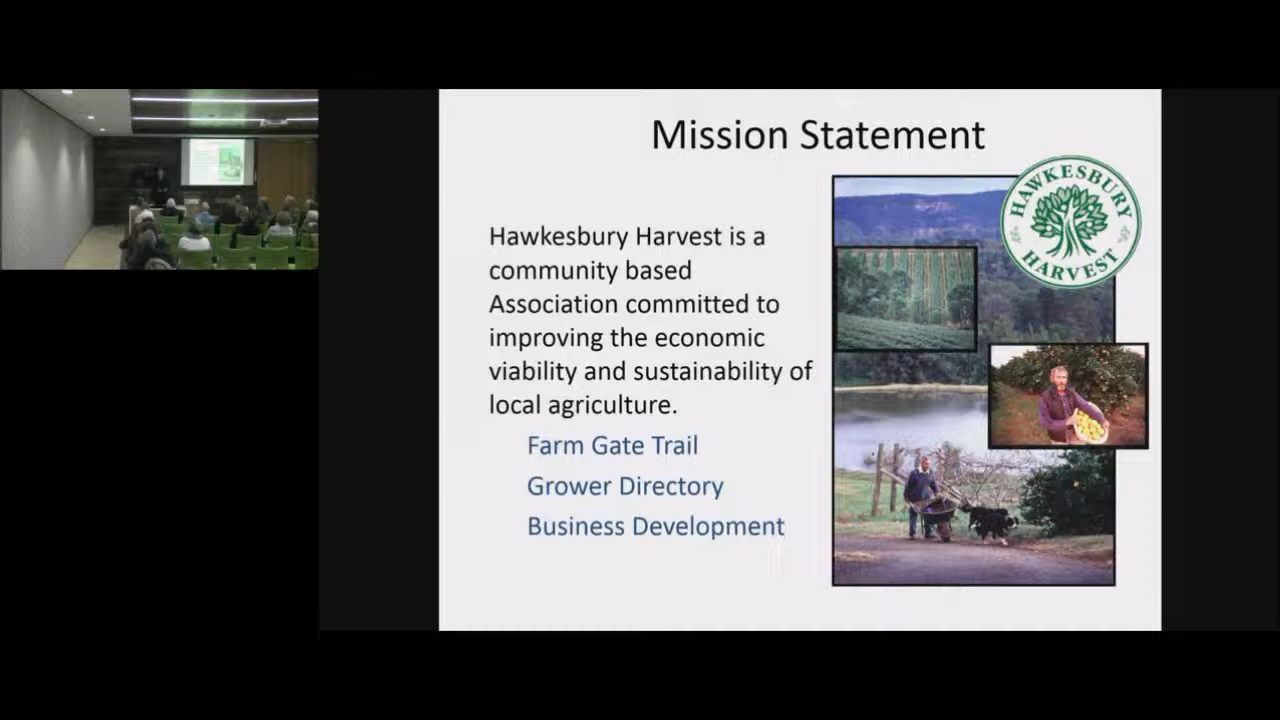 Mission Statement
HAWKESBURY
HARVEST
Hawkesbury Harvest is a
community based
Association committed to
improving the economic
viability and sustainability of
local agriculture.
Farm Gate Trail
Grower Directory
Business Development